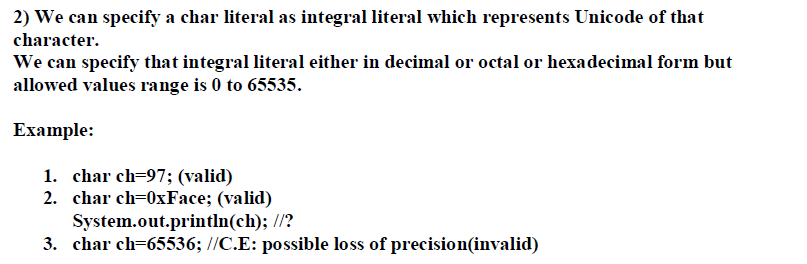 2) We can specify a char literal as integral literal which represents Unicode of that
character.
We can specify that integral literal either in decimal or octal or hexadecimal form but
allowed values range is 0 to 65535.
Example:
1. char ch=97; (valid)
2. char ch=0xFace; (valid)
System.out.println(ch); //?
3. char ch=65536; //C.E: possible loss of precision(invalid)